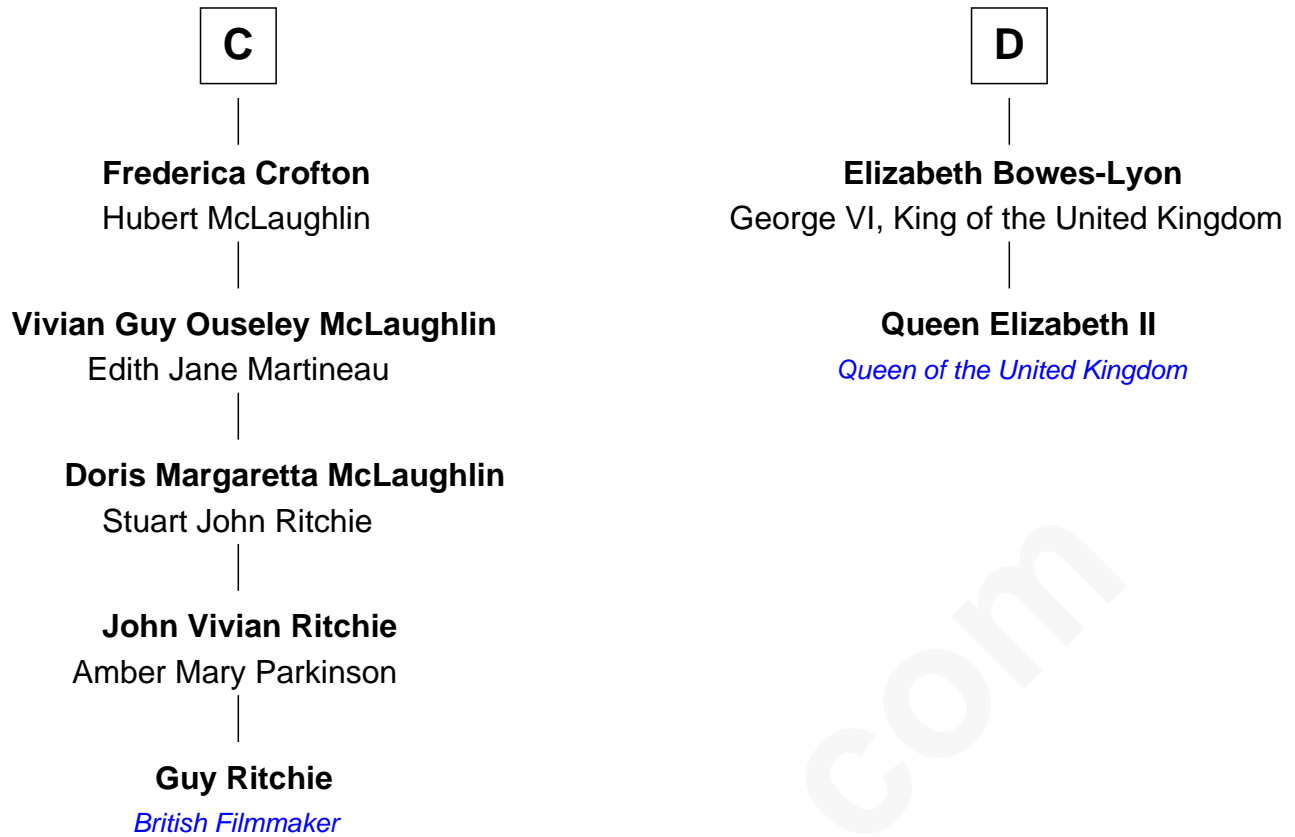 C
Frederica Crofton
Hubert McLaughlin
Vivian Guy Ouseley McLaughlin
Edith Jane Martineau
Doris Margaretta McLaughlin
Stuart John Ritchie
John Vivian Ritchie
Amber Mary Parkinson
Guy Ritchie
British Filmmaker
D
Elizabeth Bowes-Lyon
George VI, King of the United Kingdom
Queen Elizabeth II
Queen of the United Kingdom
com